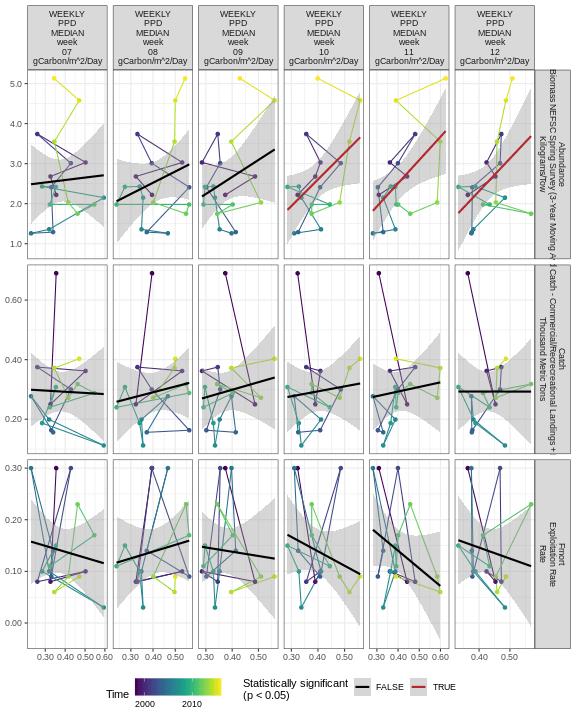 WEEKLY
PPD
MEDIAN
week
07
gCarbon/m^2/Day
WEEKLY
PPD
MEDIAN
week
08
gCarbon/m^2/Day
WEEKLY
PPD
MEDIAN
week
09
gCarbon/m^2/Day
WEEKLY
PPD
MEDIAN
week
10
gCarbon/m^2/Day
WEEKLY
PPD
MEDIAN
week
11
gCarbon/m^2/Day
WEEKLY
PPD
MEDIAN
week
12
gCarbon/m^2/Day
5.0
4.0
3.0
2.0
1.0
Abundance
Biomass NEFSC Spring Survey (3-Year Moving
Kilograms/Tow
0.60
0.40
0.20
Catch
Catch - Commercial/Recreational Landings +
Thousand Metric Tons
0.30
0.20
0.10
0.00
Fmort
Exploitation Rate
Rate
0.30 0.40 0.50 0.60
0.30 0.40 0.50
0.30 0.40 0.50
0.30 0.40 0.50
0.30 0.40 0.50 0.60
0.40 0.50
Time
2000 2010
Statistically significant
(p < 0.05)
FALSE
TRUE